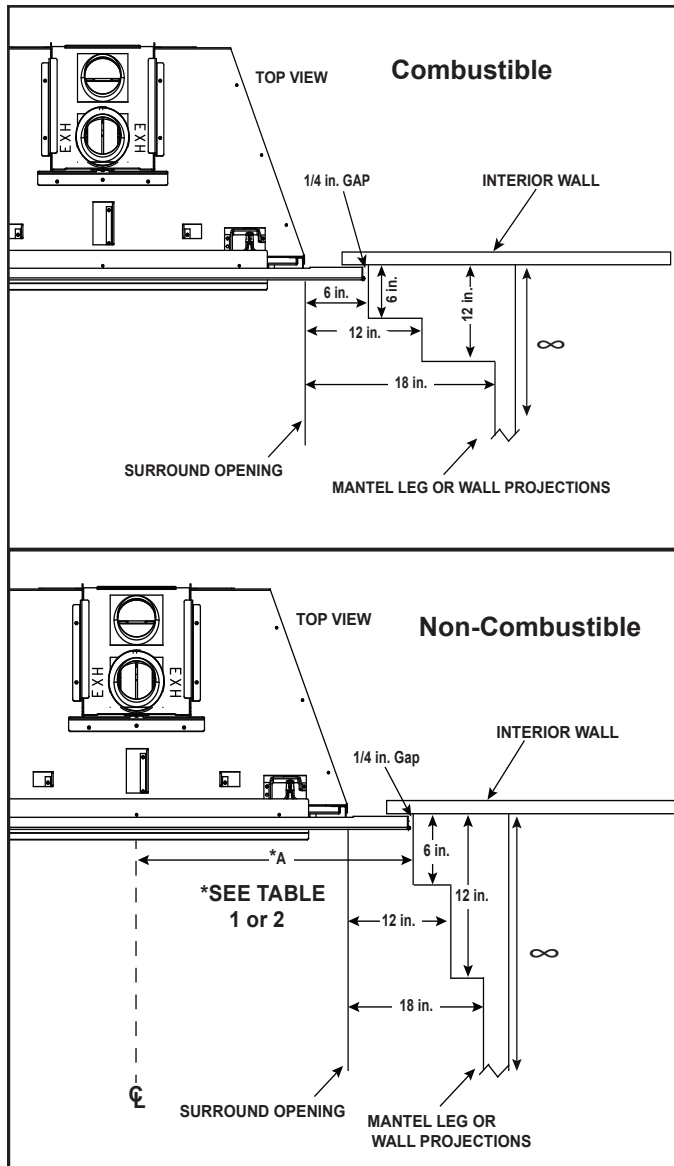 TOP VIEW
Combustible
EXH
EXH
1/4 in. GAP
INTERIOR WALL
6 in.
6 in.
12 in.
12 in.
18 in.
∞
SURROUND OPENING
MANTEL LEG OR WALL PROJECTIONS
TOP VIEW
Non-Combustible
EXH
EXH
INTERIOR WALL
1/4 in. Gap
*A
6 in.
*SEE TABLE
1 or 2
12 in.
12 in.
∞
18 in.
℄
SURROUND OPENING
MANTEL LEG OR
WALL PROJECTIONS